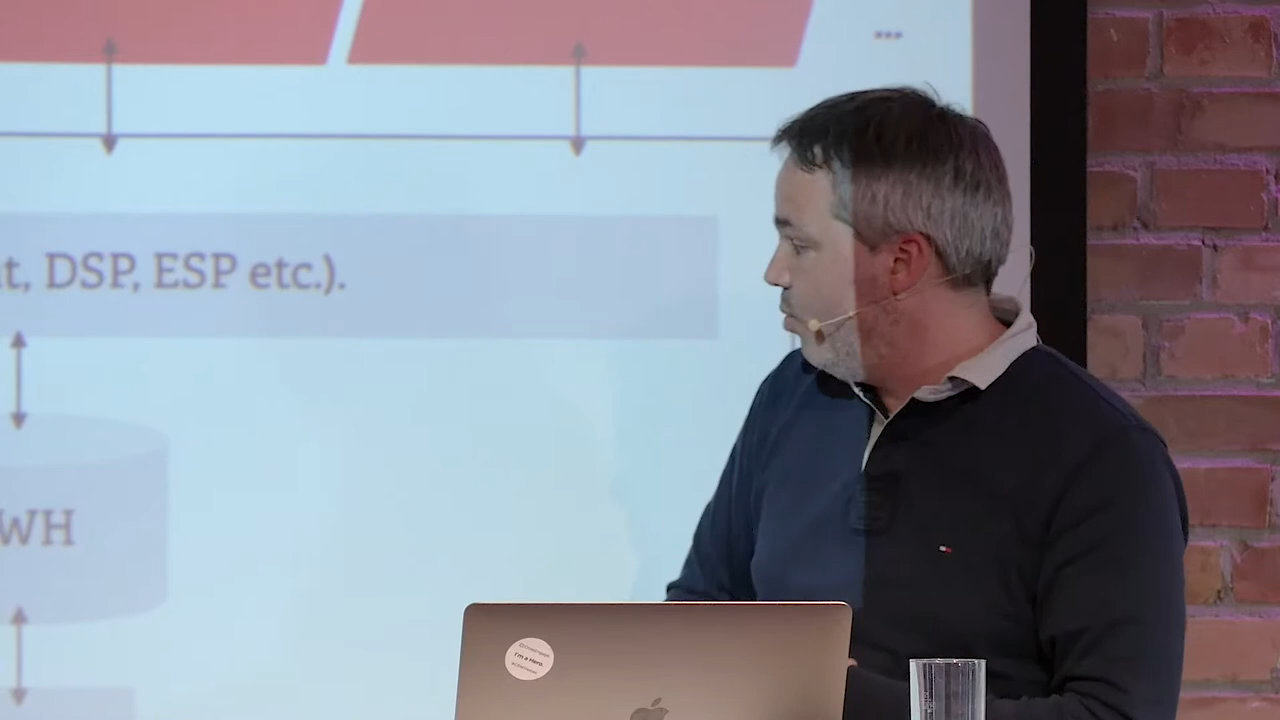 ...
t, DSP, ESP etc.).
WH
I'm a Hero.